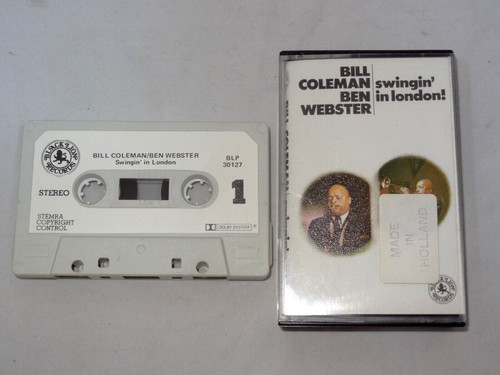 BLACK LION
RECORDS
BILL COLEMAN/BEN WEBSTER
Swingin' in London
BLP
30127
STEREO
1
STEMRA
COPYRIGHT
CONTROL
DOLBY SYSTEM
BILL
COLEMAN
BEN
WEBSTER
swingin'
in london!
MADE
IN
HOLLAND
BLACK LION
RECORDS